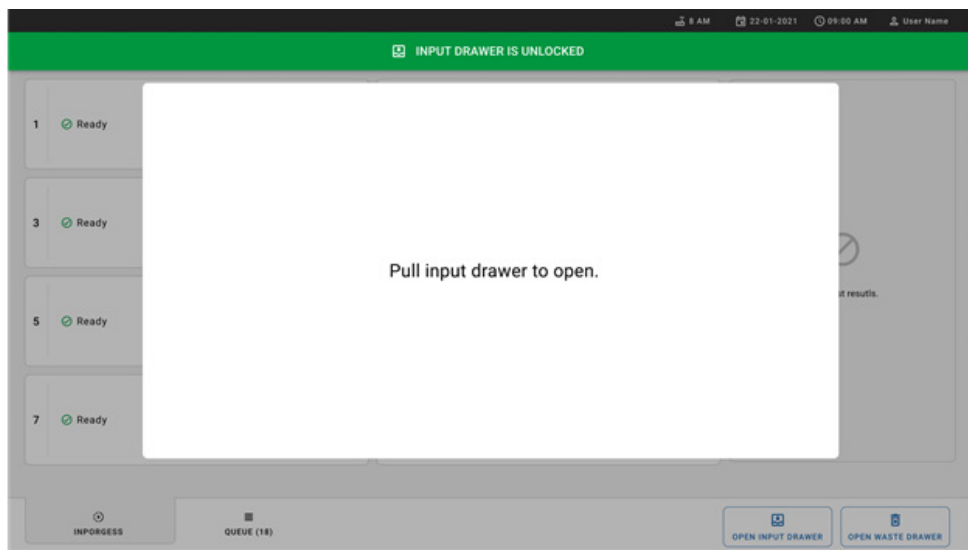 8 AM 22-01-2021 09:00 AM User Name
INPUT DRAWER IS UNLOCKED
1 Ready
3 Ready
Pull input drawer to open.
resutls.
5 Ready
7 Ready
INPORGESS
QUEUE (18)
OPEN INPUT DRAWER
OPEN WASTE DRAWER